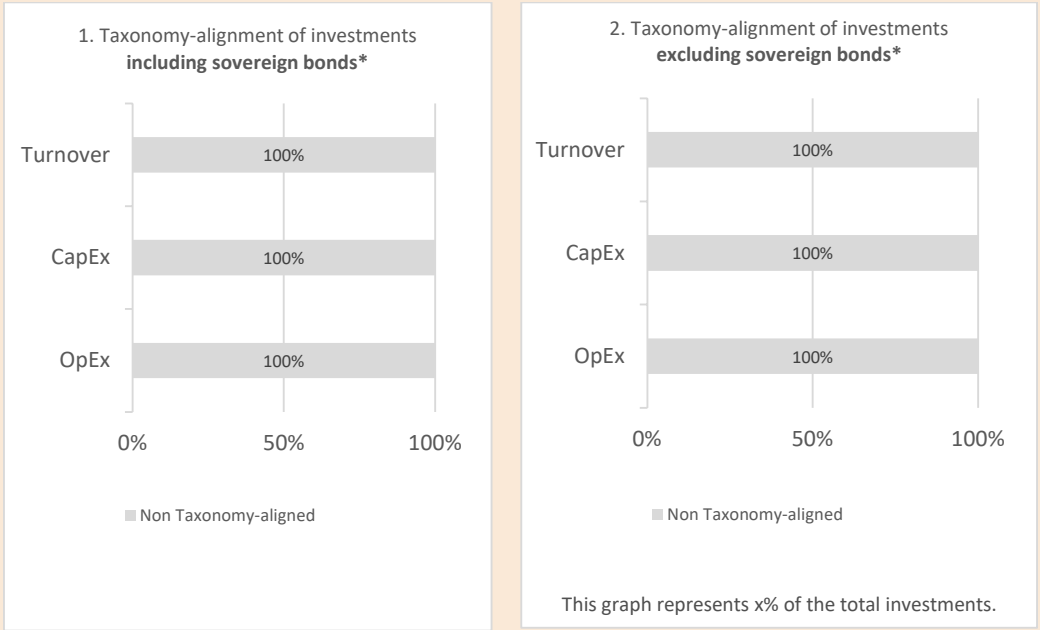 1. Taxonomy-alignment of investments
including sovereign bonds*
Turnover
100%
CapEx
100%
OpEx
100%
0%
50%
100%
Non Taxonomy-aligned
2. Taxonomy-alignment of investments
excluding sovereign bonds*
Turnover
100%
CapEx
100%
OpEx
100%
0%
50%
100%
Non Taxonomy-aligned
This graph represents x% of the total investments.